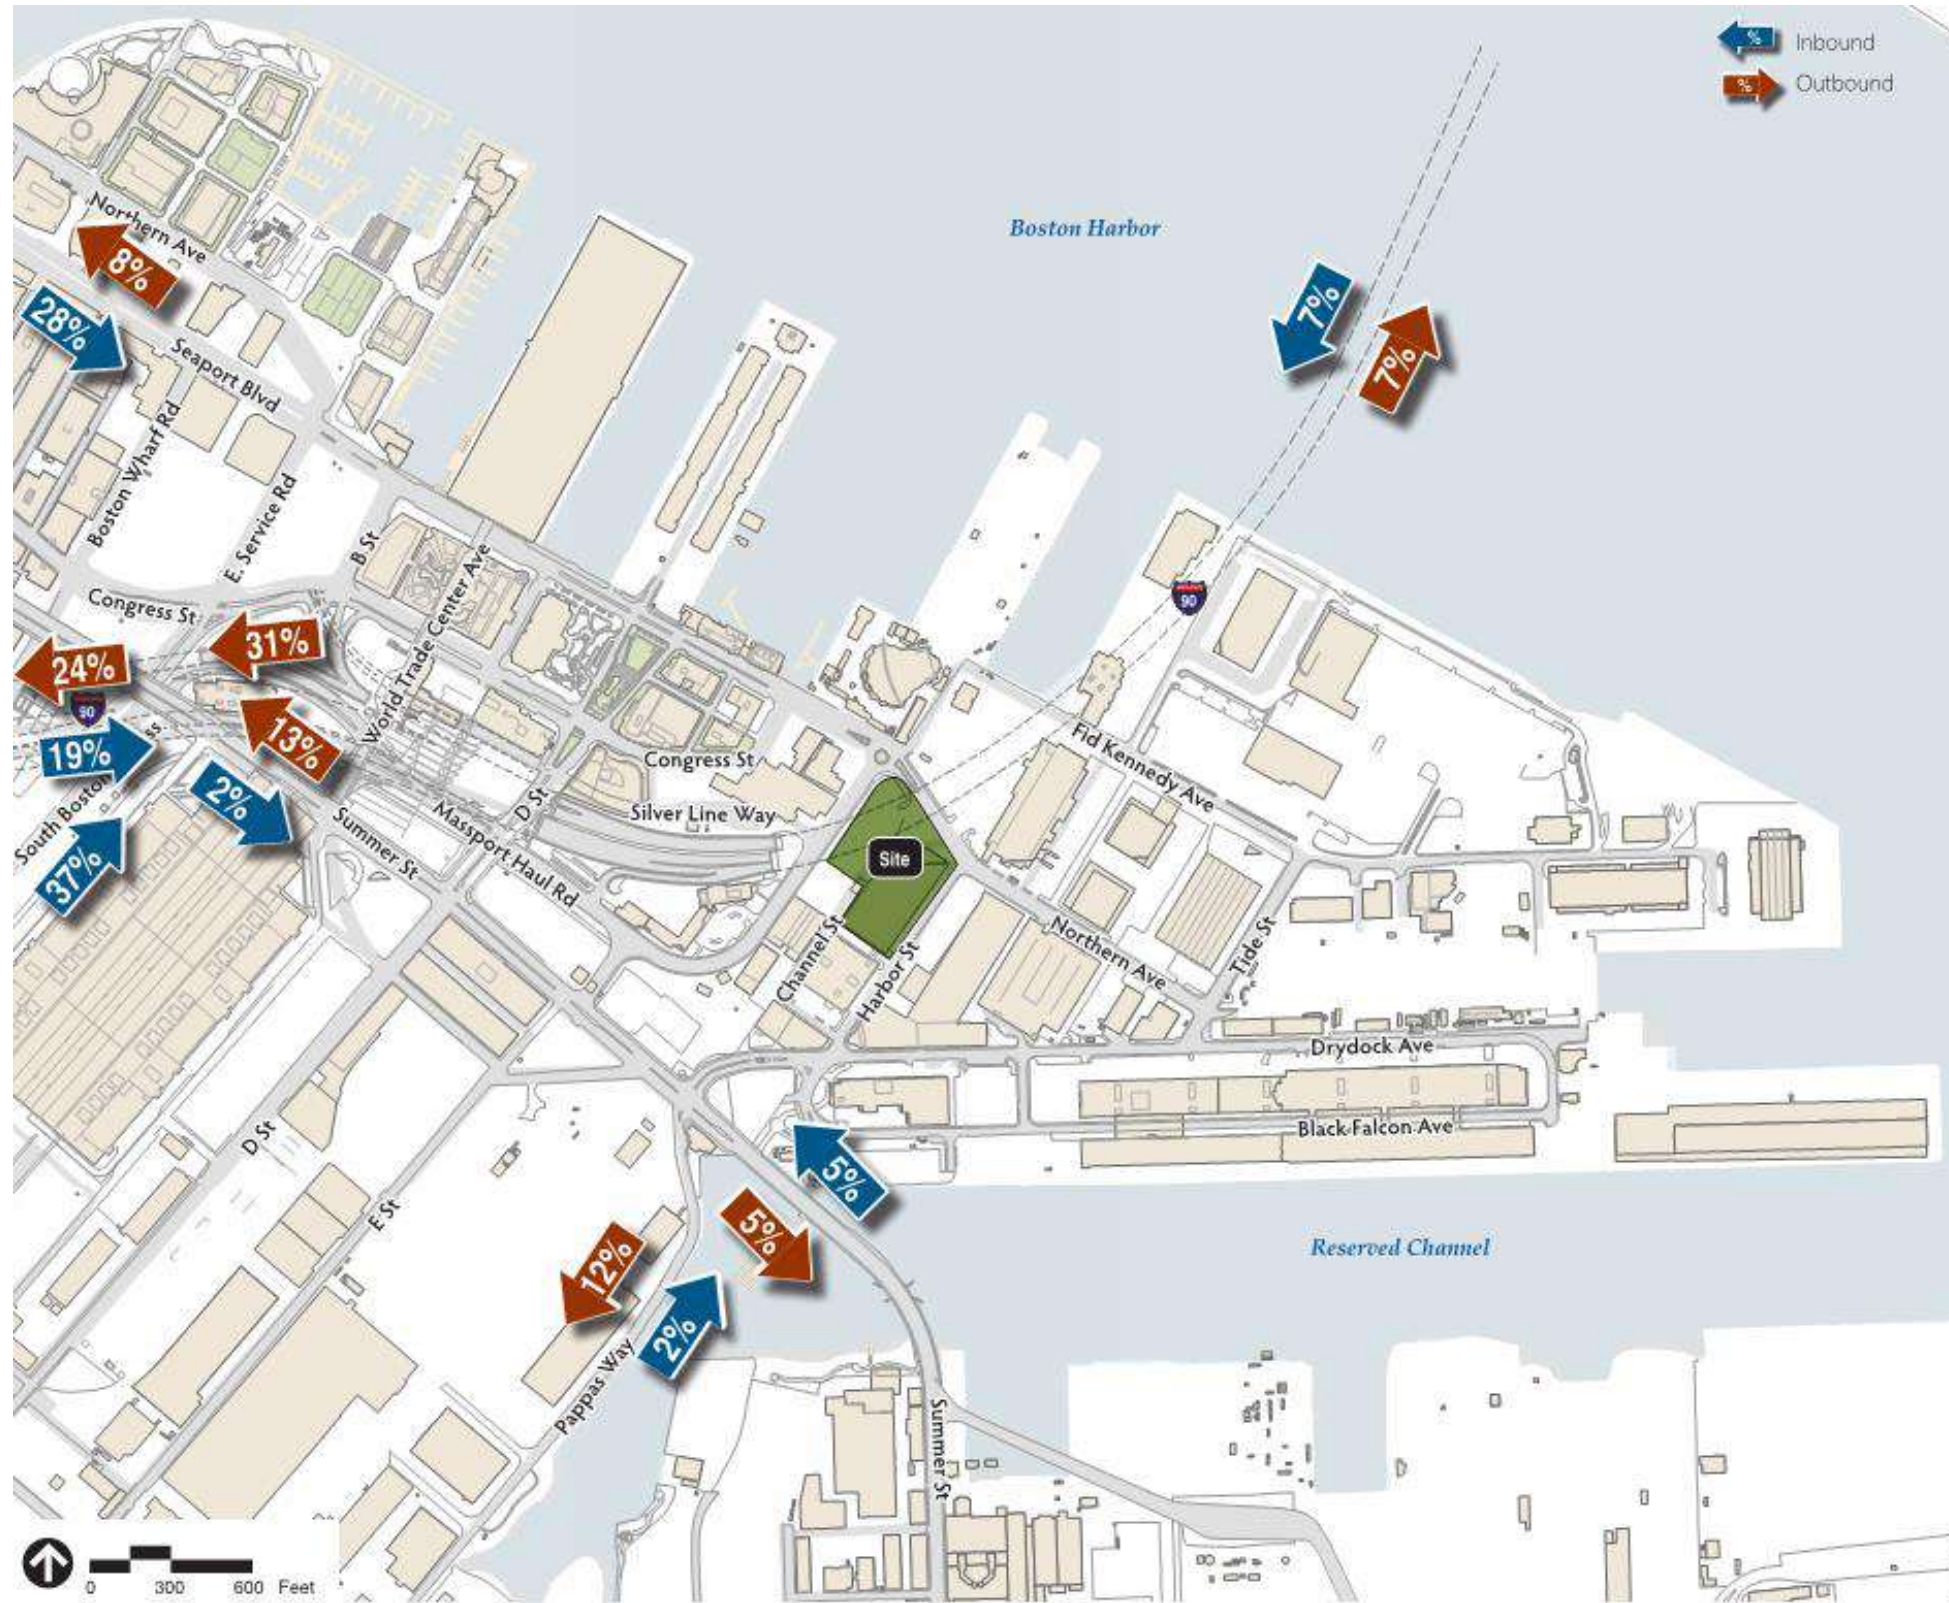 %
Inbound
%
Outbound
Boston Harbor
Northern Ave
8%
28%
Seaport Blvd
7%
7%
Boston Wharf Rd
E. Service Rd
B St
World Trade Center Ave
90
Congress St
31%
24%
90
13%
19%
2%
37%
South Boston
Summer St
Massport Haul Rd
D St
Congress St
Silver Line Way
Fid Kennedy Ave
Site
Channel St
Harbor St
Northern Ave
Tide St
Drydock Ave
Black Falcon Ave
D St
E St
5%
5%
12%
2%
Reserved Channel
Pappas Way
Summer St
0 300 600 Feet